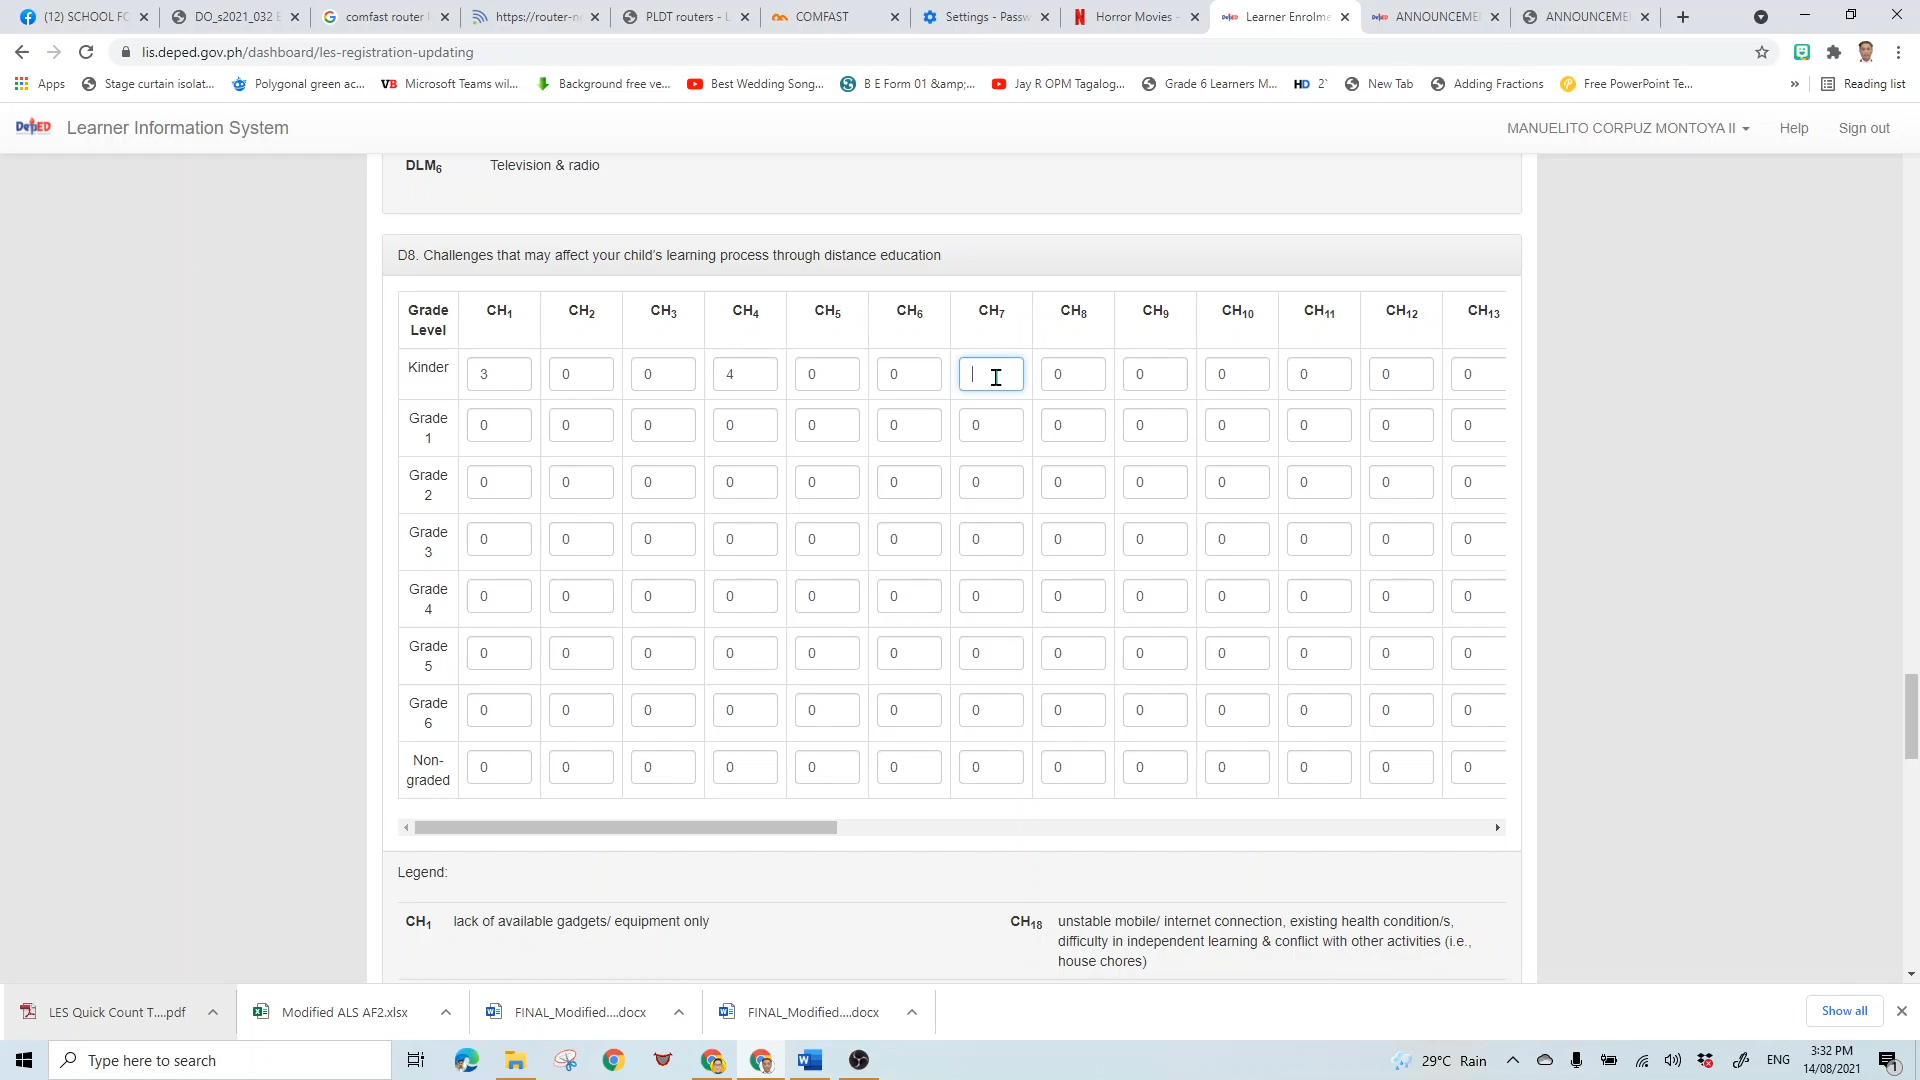 (12) SCHOOL FO
DO_s2021_032 E
comfast router
https://router-n
PLDT routers - L
COMFAST
Settings - Passw
Horror Movies -
Learner Enrolme
ANNOUNCEME
ANNOUNCEME
lis.deped.gov.ph/dashboard/les-registration-updating
Apps
Stage curtain isolat...
Polygonal green ac...
Microsoft Teams wil...
Background free ve...
Best Wedding Song...
B E Form 01 &amp;...
Jay R OPM Tagalog...
Grade 6 Learners M...
HD 2`
New Tab
Adding Fractions
Free PowerPoint Te...
»
Reading list
DepED Learner Information System
MANUELITO CORPUZ MONTOYA II
Help
Sign out
DLM6 Television & radio
D8. Challenges that may affect your child's learning process through distance education
Grade Level CH1 CH2 CH3 CH4 CH5 CH6 CH7 CH8 CH9 CH10 CH11 CH12 CH13
Kinder 3 0 0 4 0 0 0 0 0 0 0 0
Grade 1 0 0 0 0 0 0 0 0 0 0 0 0 0
Grade 2 0 0 0 0 0 0 0 0 0 0 0 0 0
Grade 3 0 0 0 0 0 0 0 0 0 0 0 0 0
Grade 4 0 0 0 0 0 0 0 0 0 0 0 0 0
Grade 5 0 0 0 0 0 0 0 0 0 0 0 0 0
Grade 6 0 0 0 0 0 0 0 0 0 0 0 0 0
Non-graded 0 0 0 0 0 0 0 0 0 0 0 0 0
Legend:
CH1 lack of available gadgets/ equipment only
CH18 unstable mobile/ internet connection, existing health condition/s,
difficulty in independent learning & conflict with other activities (i.e.,
house chores)
LES Quick Count T....pdf
Modified ALS AF2.xlsx
FINAL_Modified....docx
FINAL_Modified....docx
Show all
Type here to search
29°C Rain
ENG
3:32 PM
14/08/2021
1